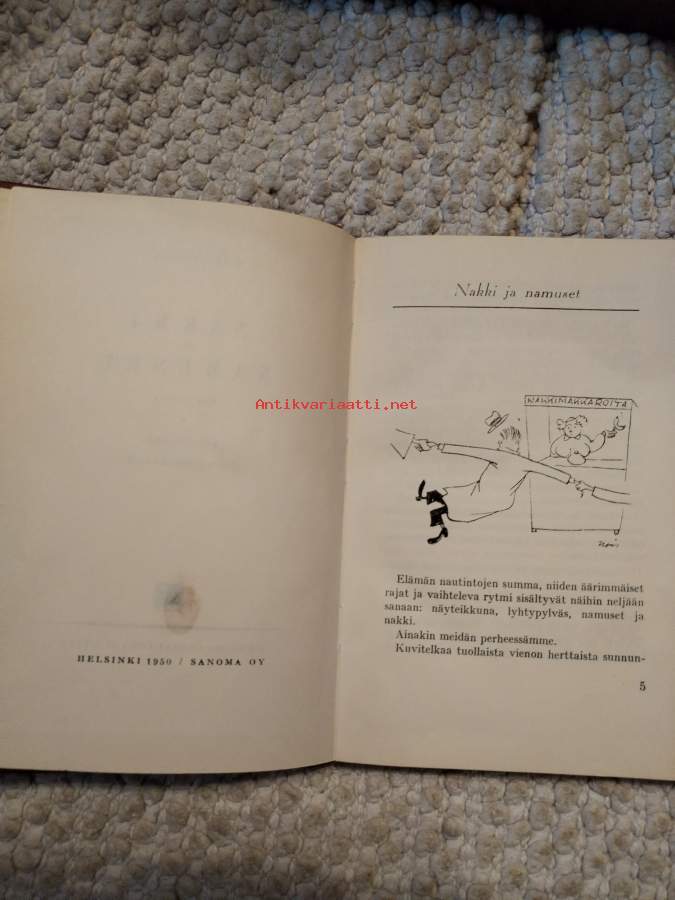 Nakki ja namuset
NAKKIMAKKAROITA
Antikvariaatti.net
Elämän nautintojen summa, niiden äärimmäiset
rajat ja vaihteleva rytmi sisältyvät näihin neljään
sanaan: näyteikkuna, lyhtypylväs, namuset ja
nakki.
Ainakin meidän perheessämme.
Kuvitelkaa tuollaista vienon herttaista sunnun-
HELSINKI 1950 / SANOMA OY
5